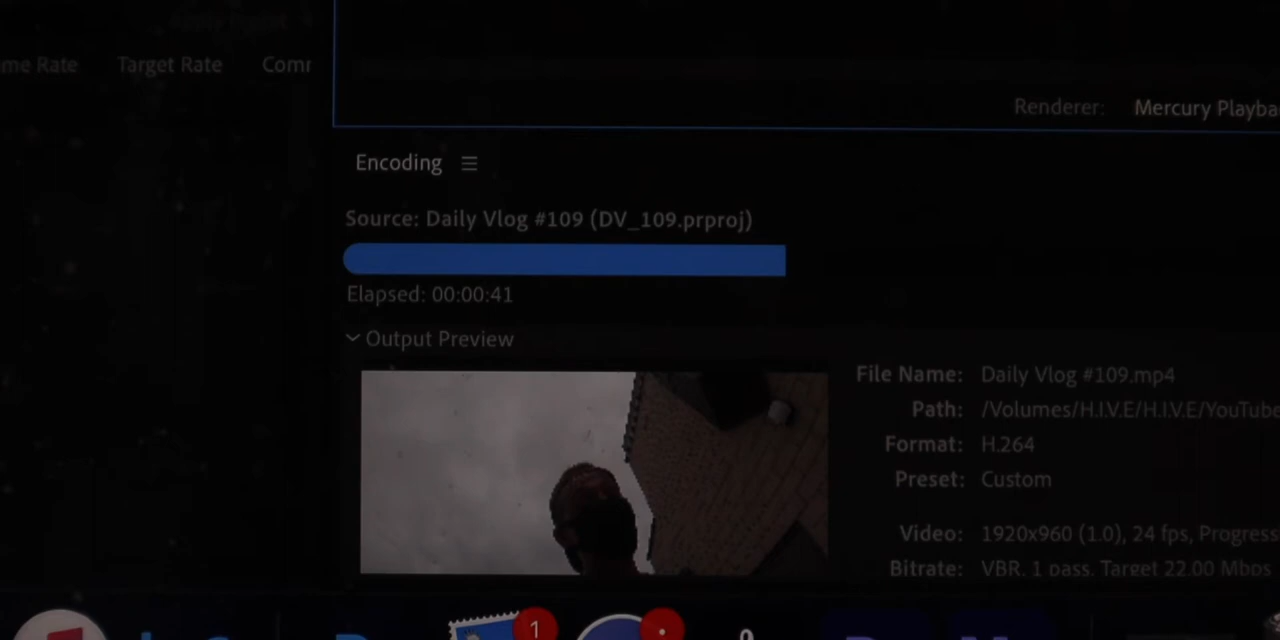 me Rate Target Rate Comr
Renderer: Mercury Playba
Encoding
Source: Daily Vlog #109 (DV_109.prproj)
Elapsed: 00:00:41
Output Preview
File Name: Daily Vlog #109.mp4
Path: /Volumes/H.I.V.E/H.I.V.E/YouTube
Format: H.264
Preset: Custom
Video: 1920x960 (1.0), 24 fps, Progress
Bitrate: VBR, 1 pass, Target 22.00 Mbps
1